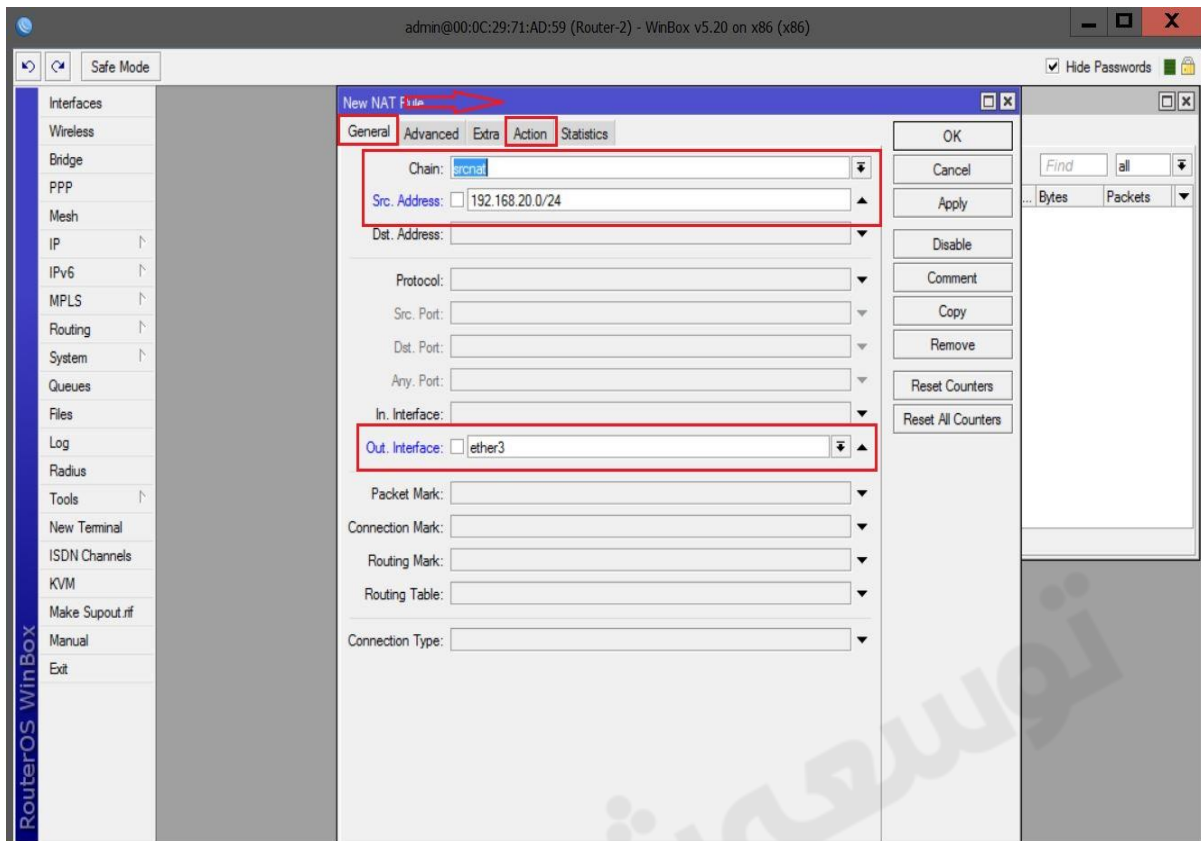 admin@00:0C:29:71:AD:59 (Router-2) - WinBox v5.20 on x86 (x86)
Safe Mode
Hide Passwords
Interfaces
Wireless
Bridge
PPP
Mesh
IP
IPv6
MPLS
Routing
System
Queues
Files
Log
Radius
Tools
New Terminal
ISDN Channels
KVM
Make Supout.rif
Manual
Exit
RouterOS WinBox
New NAT Rule
General Advanced Extra Action Statistics
Chain: srcnat
Src. Address: 192.168.20.0/24
Dst. Address:
Protocol:
Src. Port:
Dst. Port:
Any. Port:
In. Interface:
Out. Interface: ether3
Packet Mark:
Connection Mark:
Routing Mark:
Routing Table:
Connection Type:
OK
Cancel
Apply
Disable
Comment
Copy
Remove
Reset Counters
Reset All Counters
Find all
... Bytes Packets
توسعه